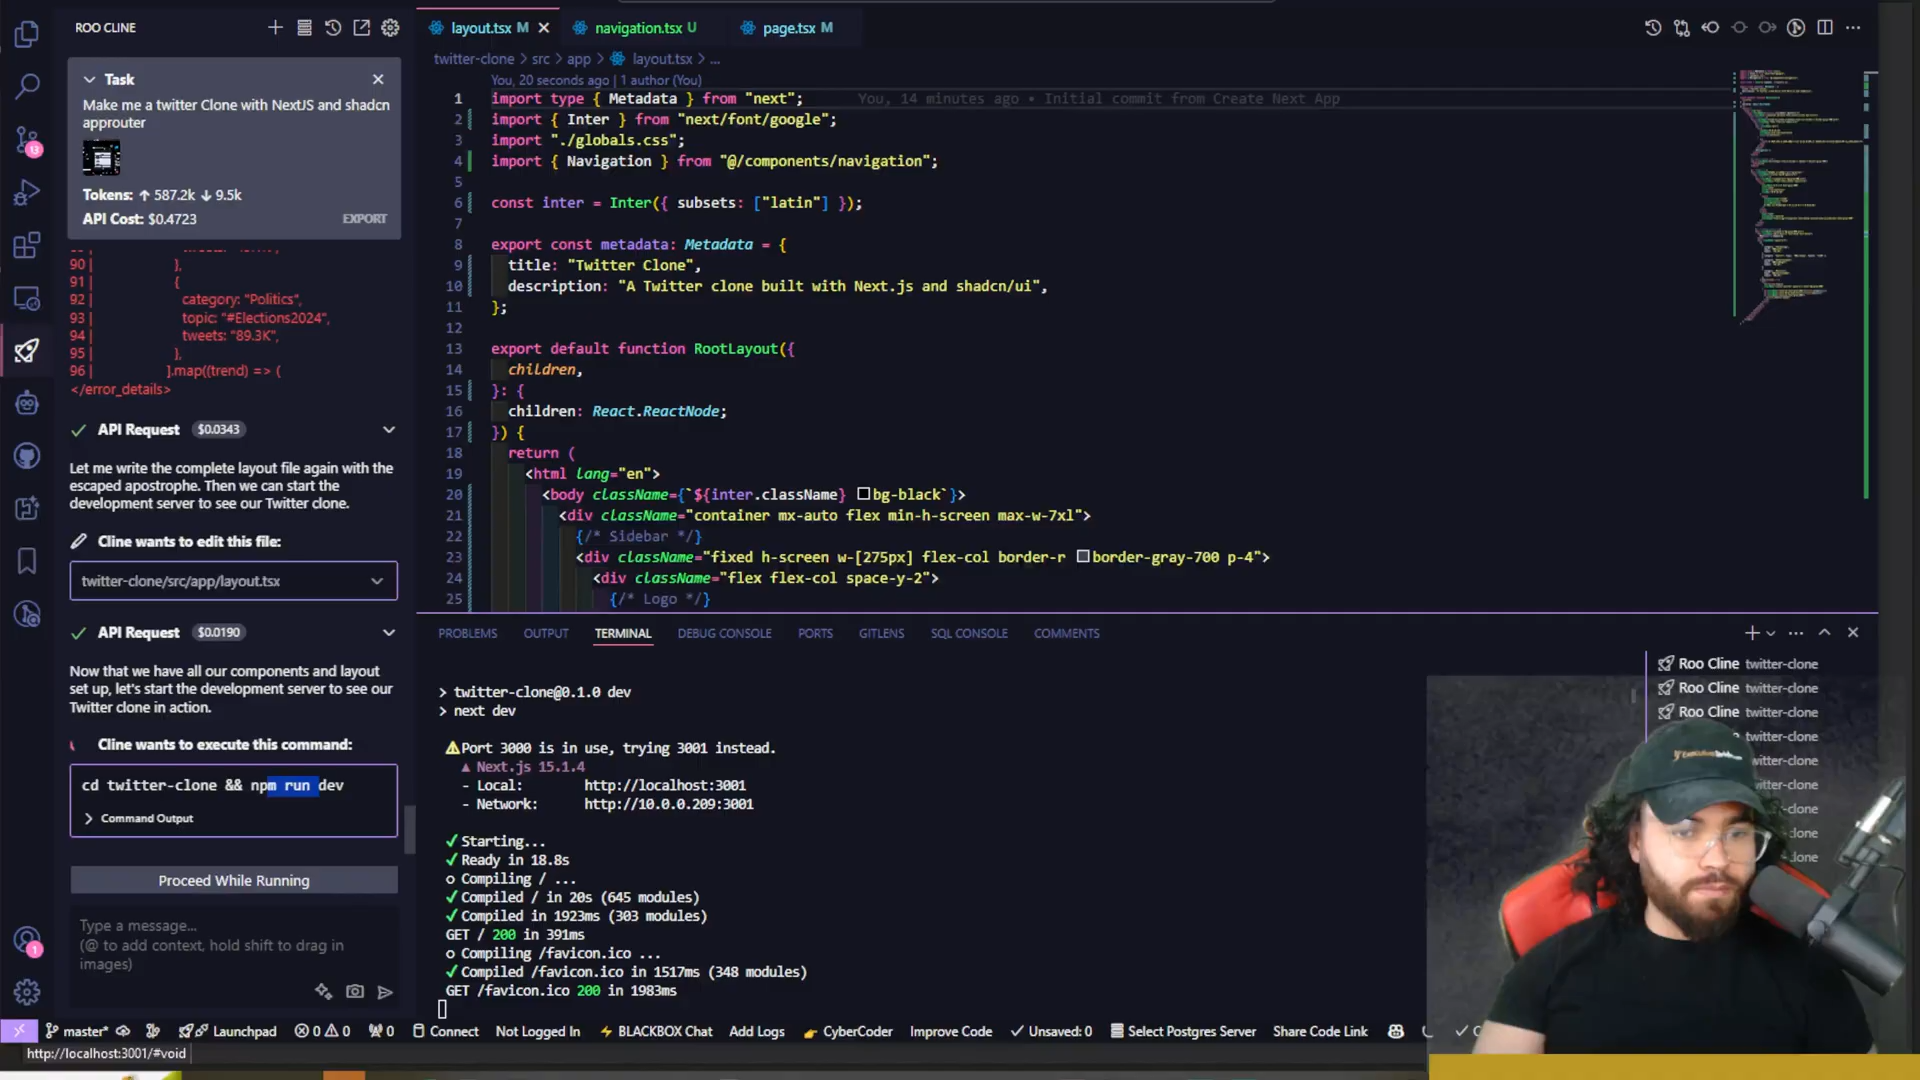 ROO CLINE
Task
Make me a twitter Clone with NextJS and shadcn
approuter
Tokens: ↑ 587.2k ↓ 9.5k
API Cost: $0.4723
EXPORT
90 |
},
91 |
{
92 |
category: "Politics",
93 |
topic: "#Elections2024",
94 |
tweets: "89.3K",
95 |
},
96 |
].map((trend) => (
</error_details>
API Request $0.0343
Let me write the complete layout file again with the
escaped apostrophe. Then we can start the
development server to see our Twitter clone.
Cline wants to edit this file:
twitter-clone/src/app/layout.tsx
API Request $0.0190
Now that we have all our components and layout
set up, let's start the development server to see our
Twitter clone in action.
Cline wants to execute this command:
cd twitter-clone && npm run dev
Command Output
Proceed While Running
Type a message...
(@ to add context, hold shift to drag in
images)
13
1
layout.tsx M
navigation.tsx U
page.tsx M
twitter-clone > src > app > layout.tsx > ...
You, 20 seconds ago | 1 author (You)
1 import type { Metadata } from "next"; You, 14 minutes ago • Initial commit from Create Next App
2 import { Inter } from "next/font/google";
3 import "./globals.css";
4 import { Navigation } from "@/components/navigation";
5
6 const inter = Inter({ subsets: ["latin"] });
7
8 export const metadata: Metadata = {
9 title: "Twitter Clone",
10 description: "A Twitter clone built with Next.js and shadcn/ui",
11 };
12
13 export default function RootLayout({
14 children,
15 }: {
16 children: React.ReactNode;
17 }) {
18 return (
19 <html lang="en">
20 <body className={`${inter.className} bg-black`}>
21 <div className="container mx-auto flex min-h-screen max-w-7xl">
22 {/* Sidebar */}
23 <div className="fixed h-screen w-[275px] flex-col border-r border-gray-700 p-4">
24 <div className="flex flex-col space-y-2">
25 {/* Logo */}
PROBLEMS OUTPUT TERMINAL DEBUG CONSOLE PORTS GITLENS SQL CONSOLE COMMENTS
> twitter-clone@0.1.0 dev
> next dev
⚠Port 3000 is in use, trying 3001 instead.
▲ Next.js 15.1.4
- Local: http://localhost:3001
- Network: http://10.0.0.209:3001
✓ Starting...
✓ Ready in 18.8s
○ Compiling / ...
✓ Compiled / in 20s (645 modules)
✓ Compiled in 1923ms (303 modules)
GET / 200 in 391ms
○ Compiling /favicon.ico ...
✓ Compiled /favicon.ico in 1517ms (348 modules)
GET /favicon.ico 200 in 1983ms
Roo Cline twitter-clone
Roo Cline twitter-clone
Roo Cline twitter-clone
-clone
-clone
-clone
-clone
-clone
clone
master* Launchpad 0 0 0 Connect Not Logged In BLACKBOX Chat Add Logs CyberCoder Improve Code Unsaved: 0 Select Postgres Server Share Code Link
http://localhost:3001/#void